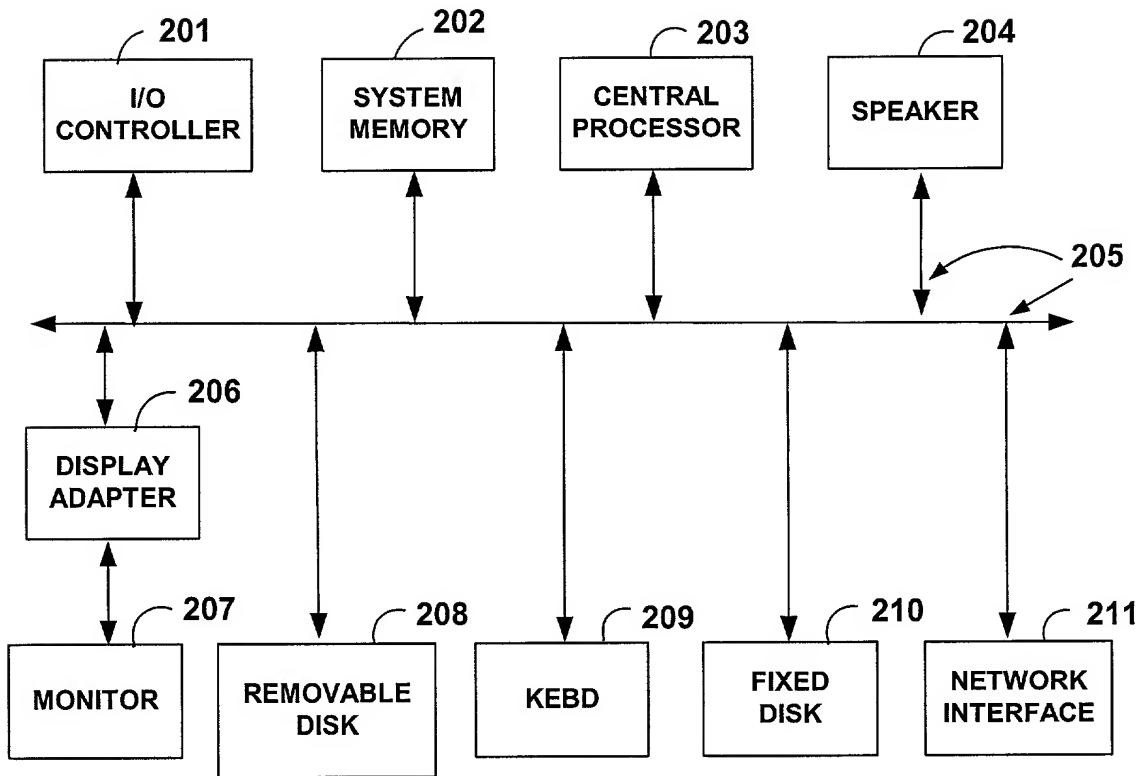 201
202
203
204
I/O
CONTROLLER
SYSTEM
MEMORY
CENTRAL
PROCESSOR
SPEAKER
205
206
DISPLAY
ADAPTER
207
208
209
210
211
MONITOR
REMOVABLE
DISK
KEBD
FIXED
DISK
NETWORK
INTERFACE